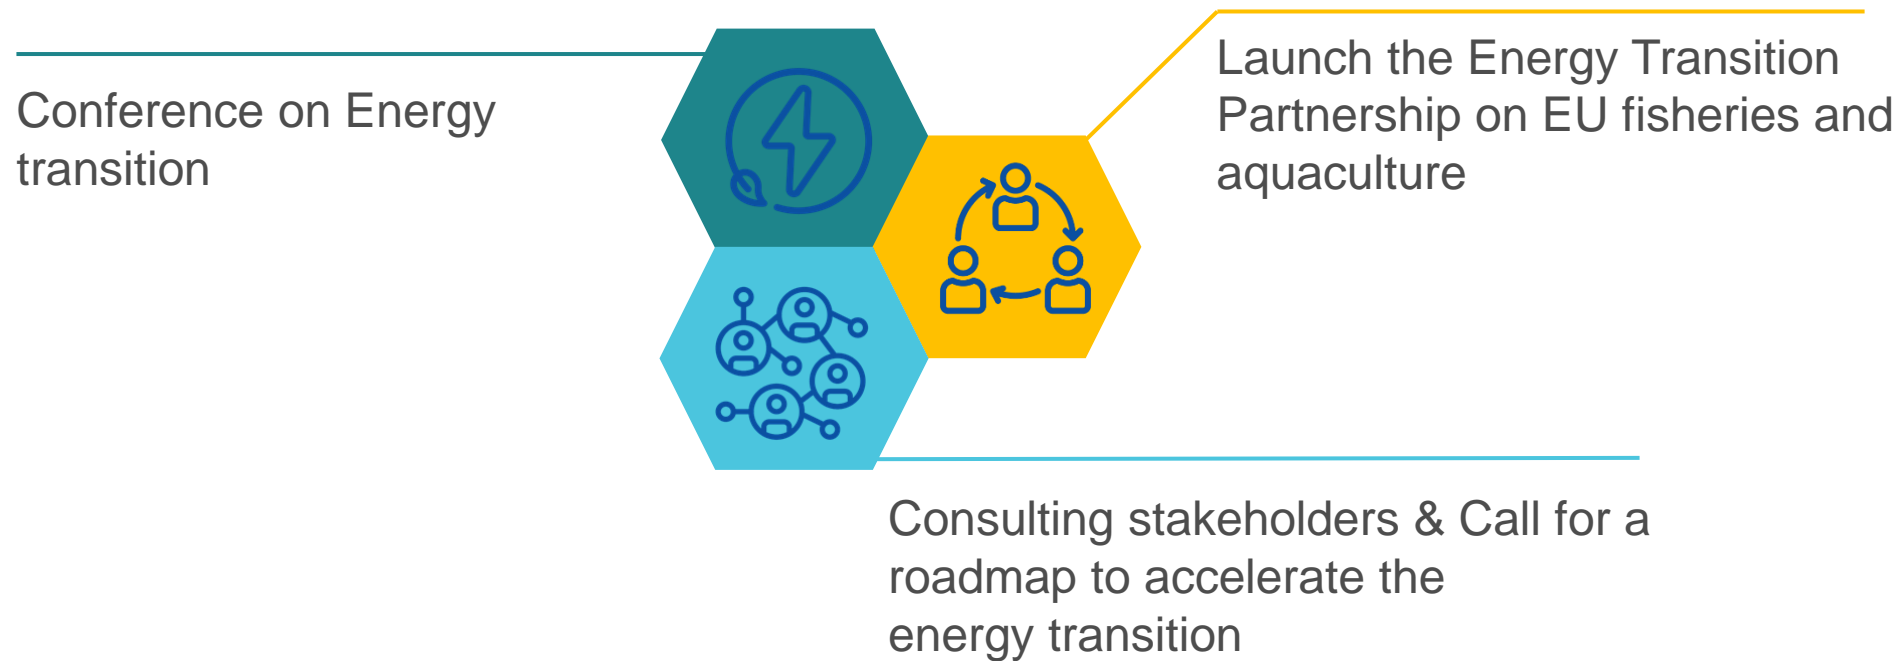 Conference on Energy
transition
Launch the Energy Transition
Partnership on EU fisheries and
aquaculture
Consulting stakeholders & Call for a
roadmap to accelerate the
energy transition